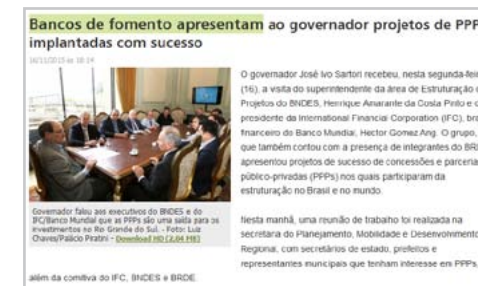 Bancos de fomento apresentam ao governador projetos de PPP
implantadas com sucesso
16/11/2015 às 18:14
O governador José Ivo Sartori recebeu, nesta segunda-feir
(16), a visita do superintendente da área de Estruturação d
Projetos do BNDES, Henrique Amarante da Costa Pinto e
presidente da International Financial Corporation (IFC), bra
financeiro do Banco Mundial, Hector Gomez Ang. O grupo,
que também contou com a presença de integrantes do BRI
apresentou projetos de sucesso de concessões e parceria
público-privadas (PPPs) nos quais participaram da
estruturação no Brasil e no mundo.
Governador falou aos executivos do BNDES e do
IFC/Banco Mundial que as PPPs são uma saída para os
investimentos no Rio Grande do Sul. - Foto: Luiz
Chaves/Palácio Piratini - Download HD (2,04 MB)
Nesta manhã, uma reunião de trabalho foi realizada na
secretaria do Planejamento, Mobilidade e Desenvolvimento
Regional, com secretários de estado, prefeitos e
representantes municipais que tenham interesse em PPPs,
além da comitiva do IFC, BNDES e BRDE.